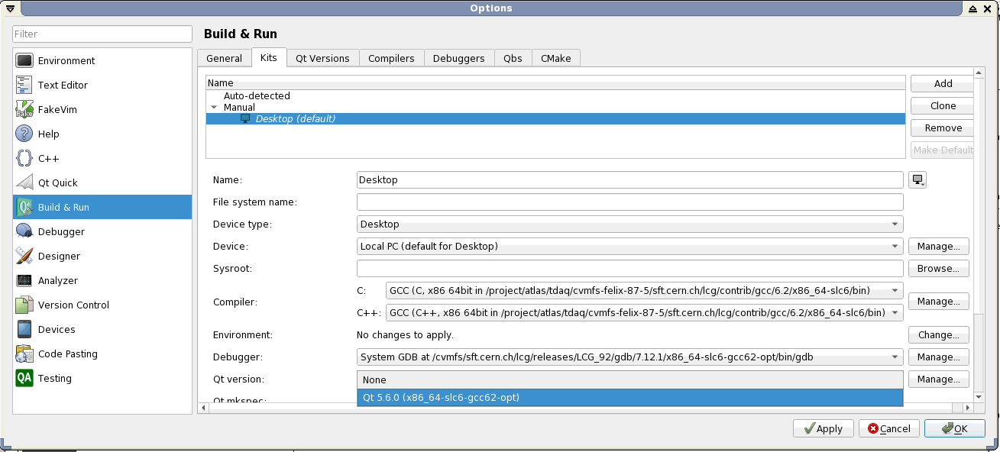 Options
Filter
Environment
Text Editor
FakeVim
Help
C++
Qt Quick
Build & Run
Debugger
Designer
Analyzer
Version Control
Devices
Code Pasting
QA Testing
Build & Run
General Kits Qt Versions Compilers Debuggers Qbs CMake
Name
Auto-detected
Manual
Desktop (default)
Add
Clone
Remove
Make Default
Name: Desktop
File system name:
Device type: Desktop
Device: Local PC (default for Desktop) Manage...
Sysroot: Browse...
Compiler: C: GCC (C, x86 64bit in /project/atlas/tdaq/cvmfs-felix-87-5/sft.cern.ch/lcg/contrib/gcc/6.2/x86_64-slc6/bin) Manage...
C++: GCC (C++, x86 64bit in /project/atlas/tdaq/cvmfs-felix-87-5/sft.cern.ch/lcg/contrib/gcc/6.2/x86_64-slc6/bin)
Environment: No changes to apply. Change...
Debugger: System GDB at /cvmfs/sft.cern.ch/lcg/releases/LCG_92/gdb/7.12.1/x86_64-slc6-gcc62-opt/bin/gdb Manage...
Qt version: None Manage...
Qt 5.6.0 (x86_64-slc6-gcc62-opt)
Qt mkspec:
Apply Cancel OK